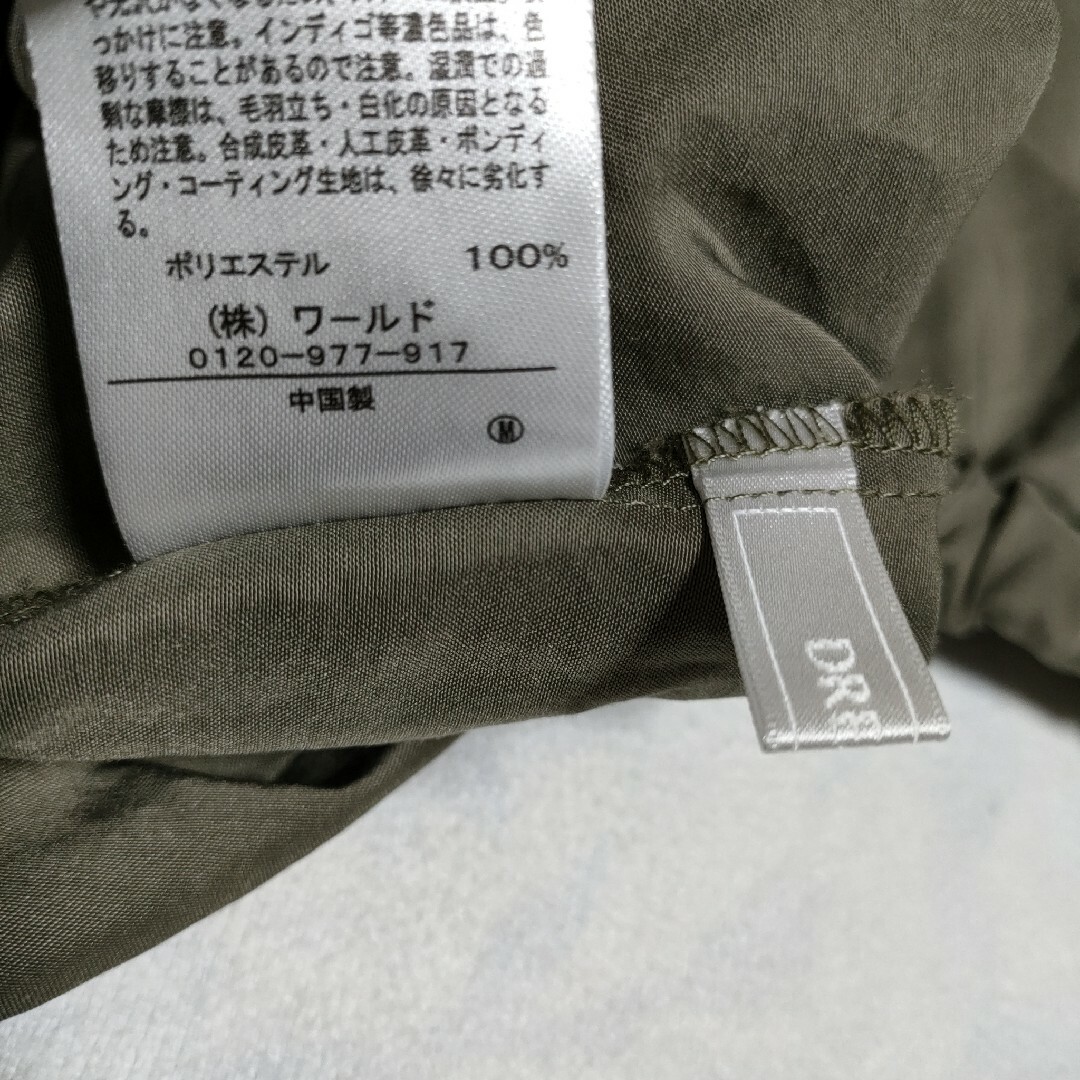 っかけに注意。インディゴ等濃色品は、色
移りすることがあるので注意。湿潤での過
剰な摩擦は、毛羽立ち・白化の原因となる
ため注意。合成皮革・人工皮革・ボンディ
ング・コーティング生地は、徐々に劣化す
る。
ポリエステル 100%
(株) ワールド
0120-977-917
中国製
Ⓜ
DRE